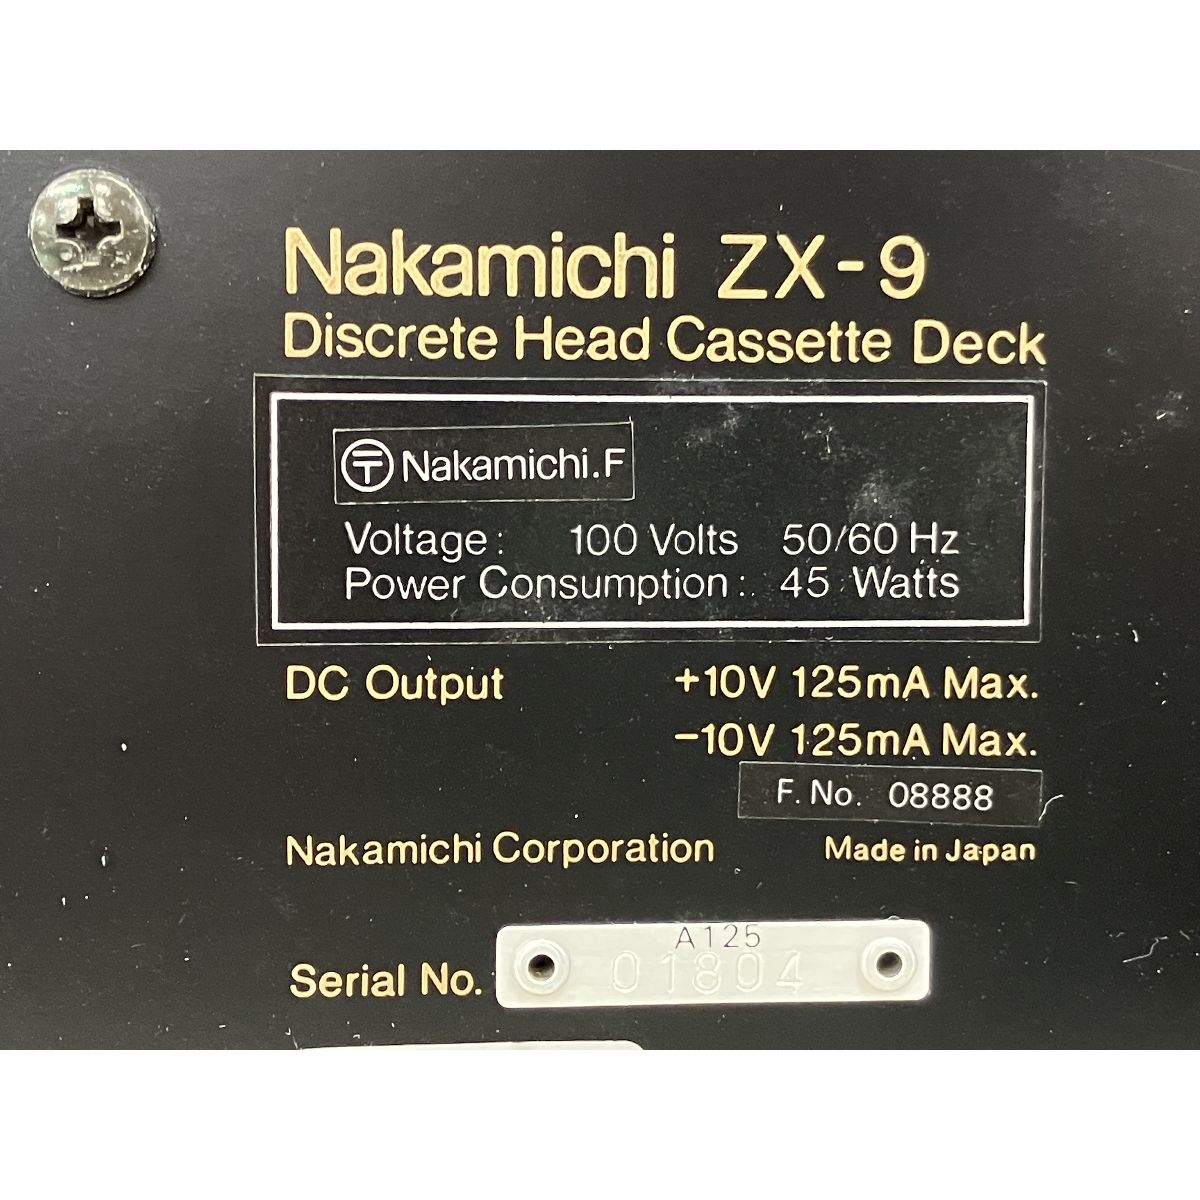 Nakamichi ZX-9
Discrete Head Cassette Deck
Nakamichi.F
Voltage: 100 Volts 50/60 Hz
Power Consumption: 45 Watts
DC Output +10V 125mA Max.
-10V 125mA Max.
F. No. 08888
Nakamichi Corporation Made in Japan
A125
Serial No. 01804